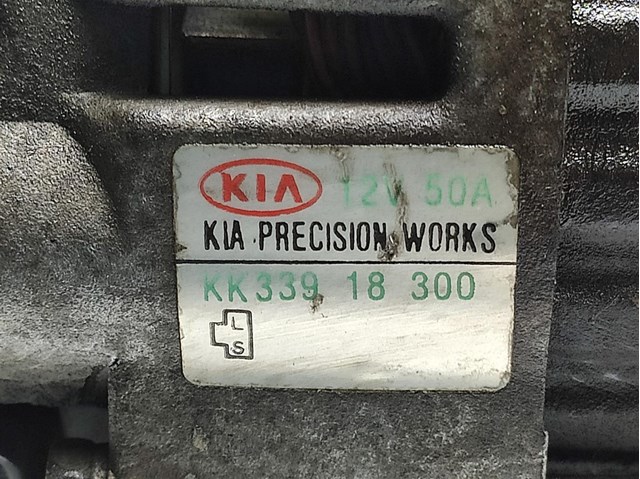 KIA 12V 50A
KIA PRECISION WORKS
KK339 18 300
L
S